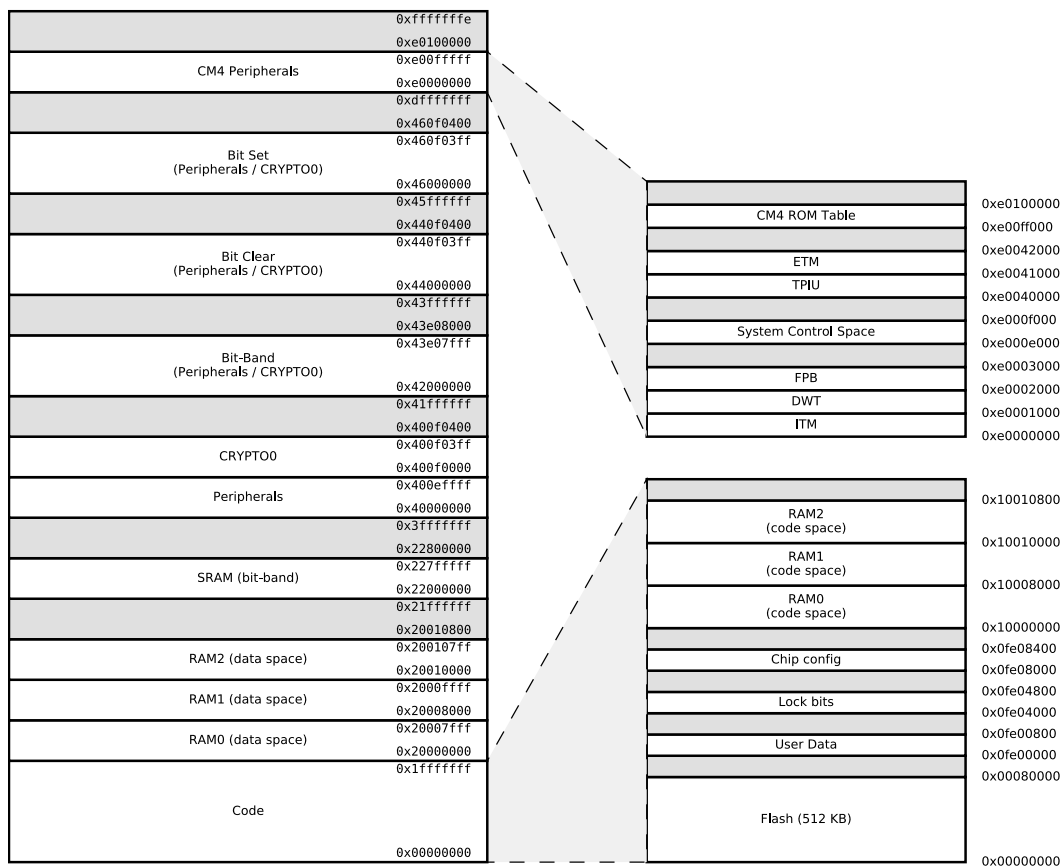 0xfffffffe
0xe0100000
0xe00fffff
CM4 Peripherals
0xe0000000
0xdfffffff
0x460f0400
0x460f03ff
Bit Set
(Peripherals / CRYPTO0)
0x46000000
0x45ffffff
0x440f0400
0x440f03ff
Bit Clear
(Peripherals / CRYPTO0)
0x44000000
0x43ffffff
0x43e08000
0x43e07fff
Bit-Band
(Peripherals / CRYPTO0)
0x42000000
0x41ffffff
0x400f0400
0x400f03ff
CRYPTO0
0x400f0000
0x400effff
Peripherals
0x40000000
0x3fffffff
0x22800000
0x227fffff
SRAM (bit-band)
0x22000000
0x21ffffff
0x20010800
0x200107ff
RAM2 (data space)
0x20010000
0x2000ffff
RAM1 (data space)
0x20008000
0x20007fff
RAM0 (data space)
0x20000000
0x1fffffff
Code
0x00000000
0xe0100000
CM4 ROM Table
0xe00ff000
0xe0042000
ETM
0xe0041000
TPIU
0xe0040000
0xe000f000
System Control Space
0xe000e000
0xe0003000
FPB
0xe0002000
DWT
0xe0001000
ITM
0xe0000000
0x10010800
RAM2
(code space)
0x10010000
RAM1
(code space)
0x10008000
RAM0
(code space)
0x10000000
0x0fe08400
Chip config
0x0fe08000
0x0fe04800
Lock bits
0x0fe04000
0x0fe00800
User Data
0x0fe00000
0x00080000
Flash (512 KB)
0x00000000